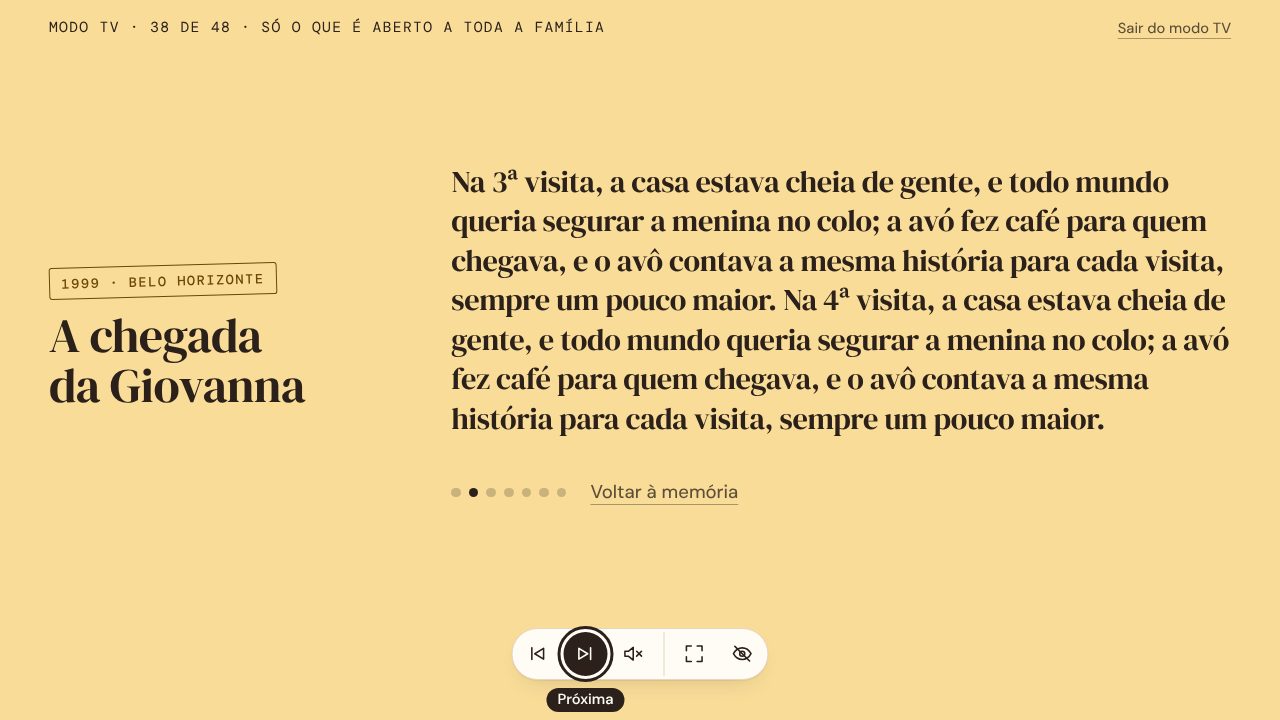 MODO TV · 38 DE 48 · SÓ O QUE É ABERTO A TODA A FAMÍLIA
Sair do modo TV
1999 · BELO HORIZONTE
A chegada
da Giovanna
Na 3ª visita, a casa estava cheia de gente, e todo mundo
queria segurar a menina no colo; a avó fez café para quem
chegava, e o avô contava a mesma história para cada visita,
sempre um pouco maior. Na 4ª visita, a casa estava cheia de
gente, e todo mundo queria segurar a menina no colo; a avó
fez café para quem chegava, e o avô contava a mesma
história para cada visita, sempre um pouco maior.
Voltar à memória
Próxima